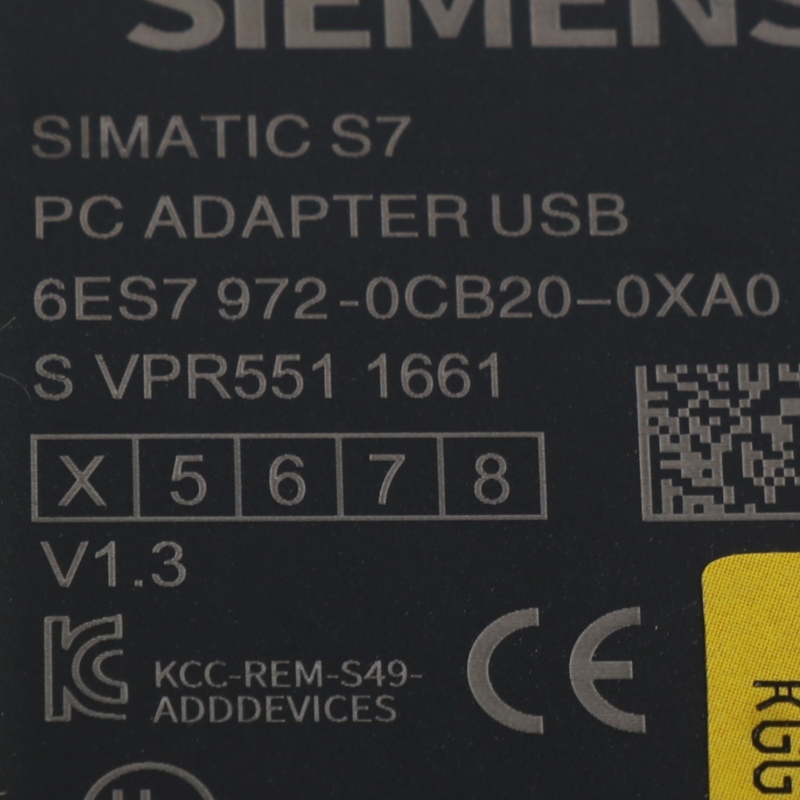 SIEMENS
SIMATIC S7
PC ADAPTER USB
6ES7 972-0CB20-0XA0
S VPR551 1661
X 5 6 7 8
V1.3
KCC-REM-S49-
ADDDEVICES
CE